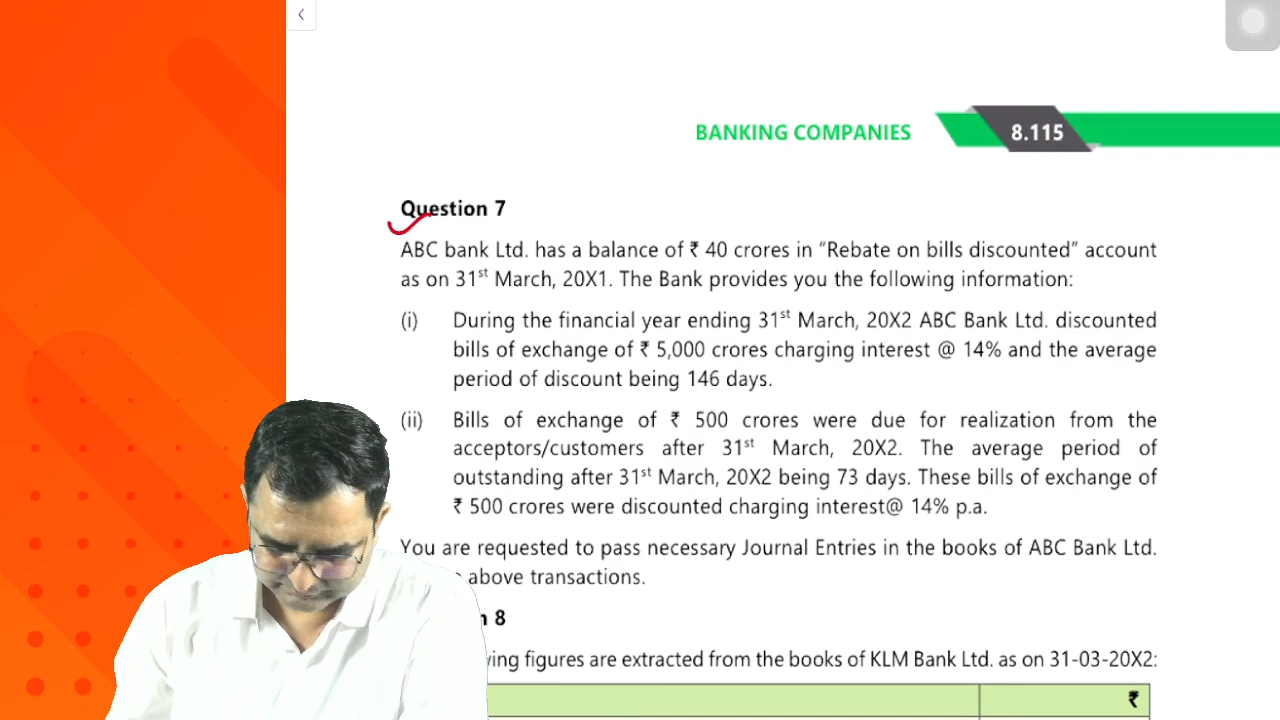 BANKING COMPANIES
8.115
Question 7
ABC bank Ltd. has a balance of ₹ 40 crores in “Rebate on bills discounted” account
as on 31st March, 20X1. The Bank provides you the following information:
(i) During the financial year ending 31st March, 20X2 ABC Bank Ltd. discounted
bills of exchange of ₹ 5,000 crores charging interest @ 14% and the average
period of discount being 146 days.
(ii) Bills of exchange of ₹ 500 crores were due for realization from the
acceptors/customers after 31st March, 20X2. The average period of
outstanding after 31st March, 20X2 being 73 days. These bills of exchange of
₹ 500 crores were discounted charging interest@ 14% p.a.
You are requested to pass necessary Journal Entries in the books of ABC Bank Ltd.
above transactions.
8
figures are extracted from the books of KLM Bank Ltd. as on 31-03-20X2:
₹